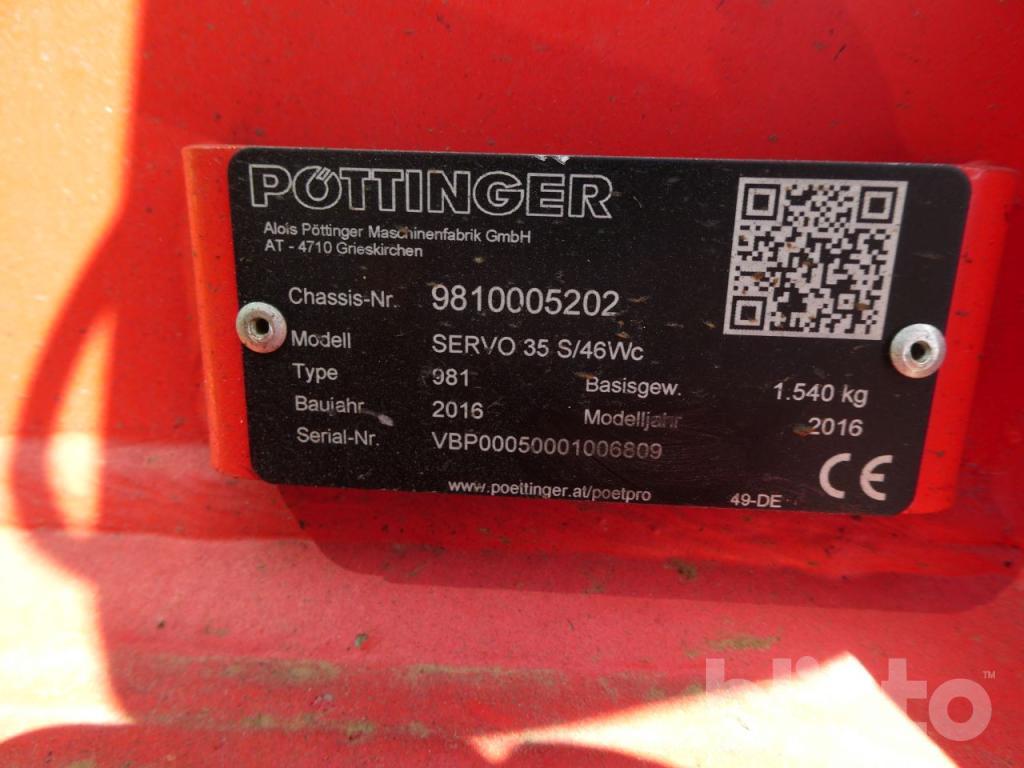 PÖTTINGER
Alois Pöttinger Maschinenfabrik GmbH
AT - 4710 Grieskirchen
Chassis-Nr. 9810005202
Modell SERVO 35 S/46Wc
Type 981 Basisgew. 1.540 kg
Baujahr 2016 Modelljahr 2016
Serial-Nr. VBP00050001006809
www.poettinger.at/poetpro 49-DE
CE
blinto™